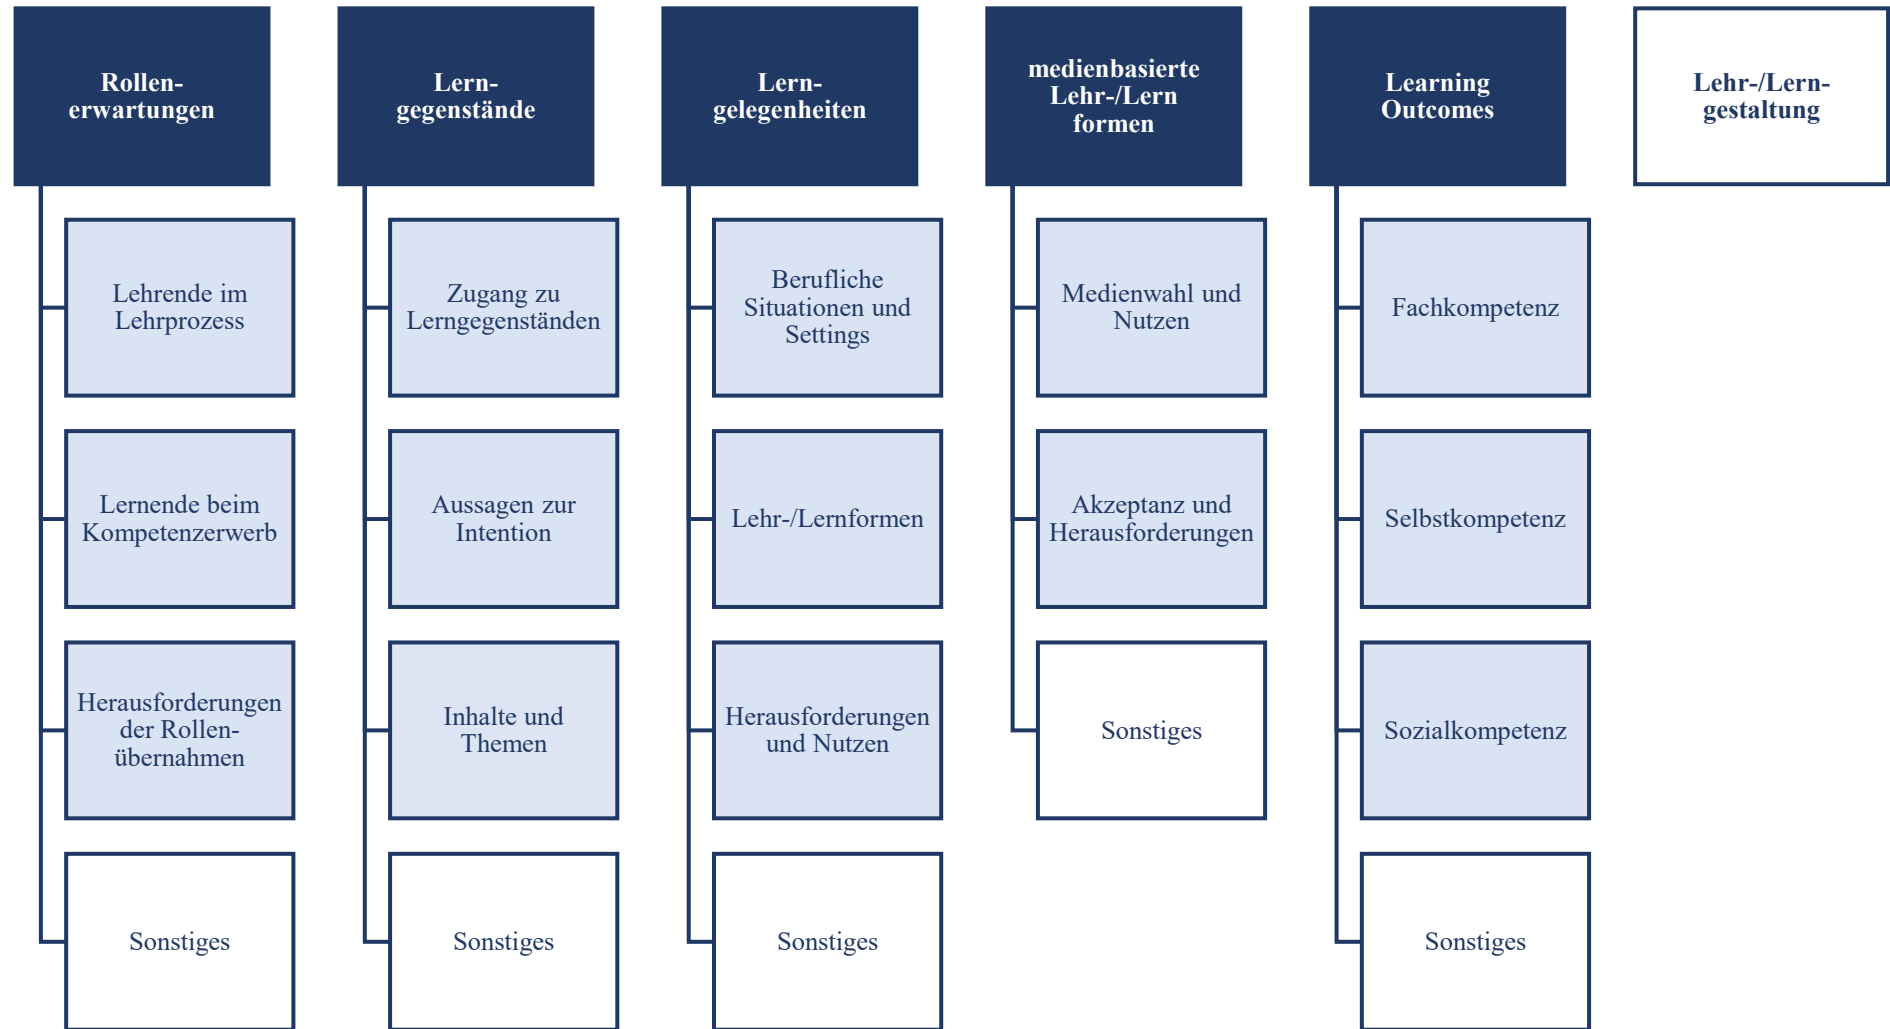 Rollen-
erwartungen
Lehrende im
Lehrprozess
Lernende beim
Kompetenzerwerb
Herausforderungen
der Rollen-
übernahmen
Sonstiges
Lern-
gegenstände
Zugang zu
Lerngegenständen
Aussagen zur
Intention
Inhalte und
Themen
Sonstiges
Lern-
gelegenheiten
Berufliche
Situationen und
Settings
Lehr-/Lernformen
Herausforderungen
und Nutzen
Sonstiges
medienbasierte
Lehr-/Lern
formen
Medienwahl und
Nutzen
Akzeptanz und
Herausforderungen
Sonstiges
Learning
Outcomes
Fachkompetenz
Selbstkompetenz
Sozialkompetenz
Sonstiges
Lehr-/Lern-
gestaltung